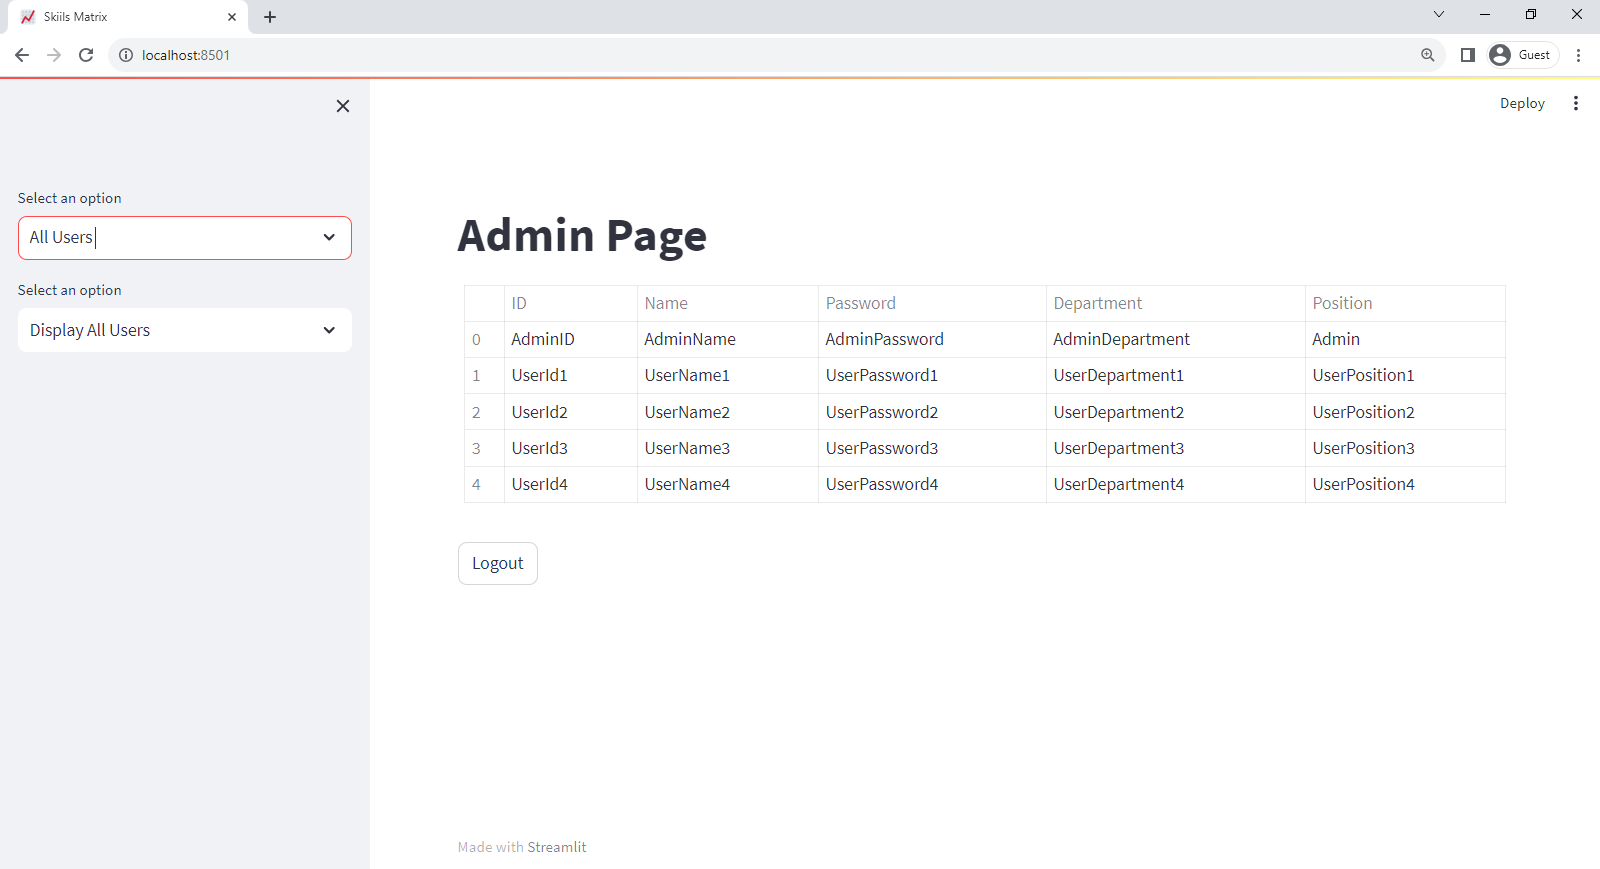 Skiils Matrix
localhost:8501
Guest
Deploy
Select an option
All Users
Select an option
Display All Users
Admin Page
ID Name Password Department Position
0 AdminID AdminName AdminPassword AdminDepartment Admin
1 UserId1 UserName1 UserPassword1 UserDepartment1 UserPosition1
2 UserId2 UserName2 UserPassword2 UserDepartment2 UserPosition2
3 UserId3 UserName3 UserPassword3 UserDepartment3 UserPosition3
4 UserId4 UserName4 UserPassword4 UserDepartment4 UserPosition4
Logout
Made with Streamlit